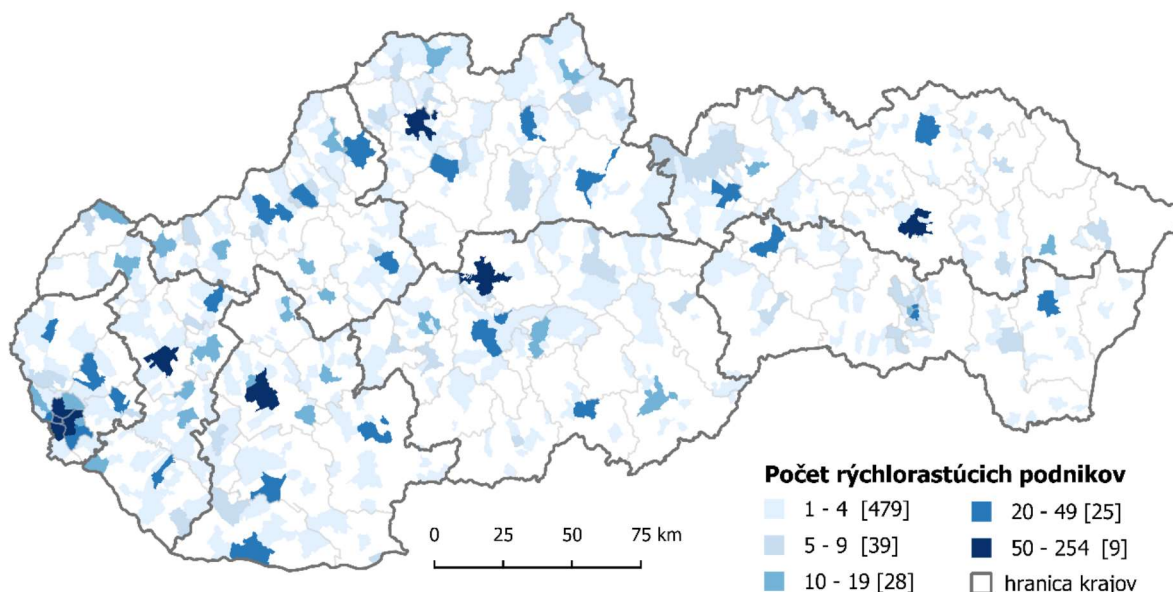 Počet rýchlorastúcich podnikov
1 - 4 [479]
5 - 9 [39]
10 - 19 [28]
20 - 49 [25]
50 - 254 [9]
hranica krajov
0 25 50 75 km